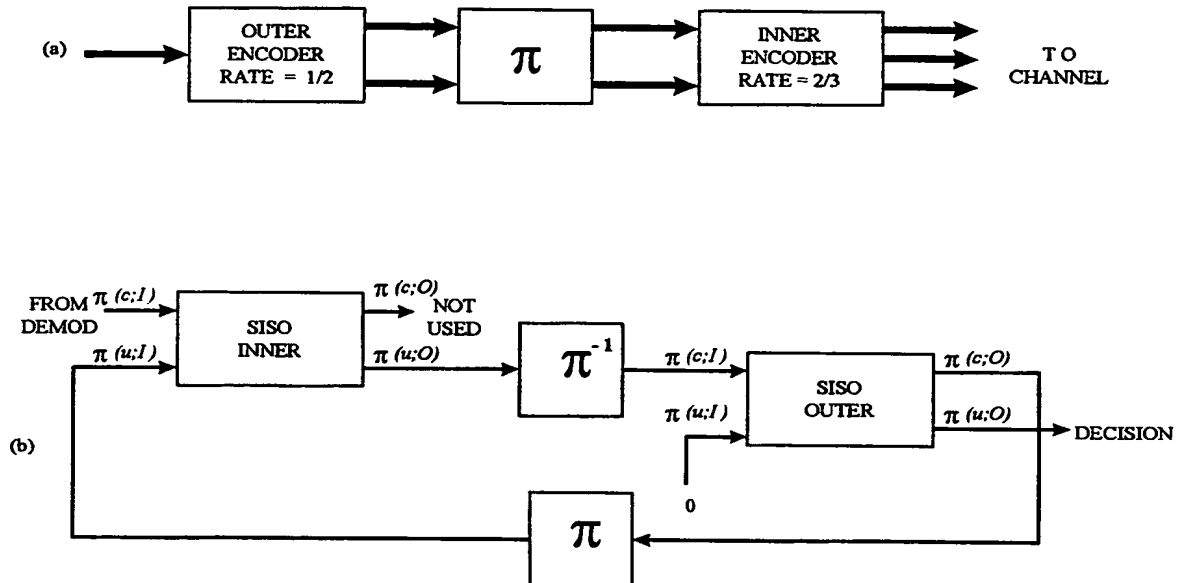 (a)
OUTER
ENCODER
RATE = 1/2
π
INNER
ENCODER
RATE = 2/3
T O
CHANNEL
FROM
DEMOD
π (c;I)
π (u;I)
SISO
INNER
π (c;O)
NOT
USED
π (u;O)
π⁻¹
π (c;I)
π (u;I)
0
SISO
OUTER
π (c;O)
π (u;O)
DECISION
(b)
π